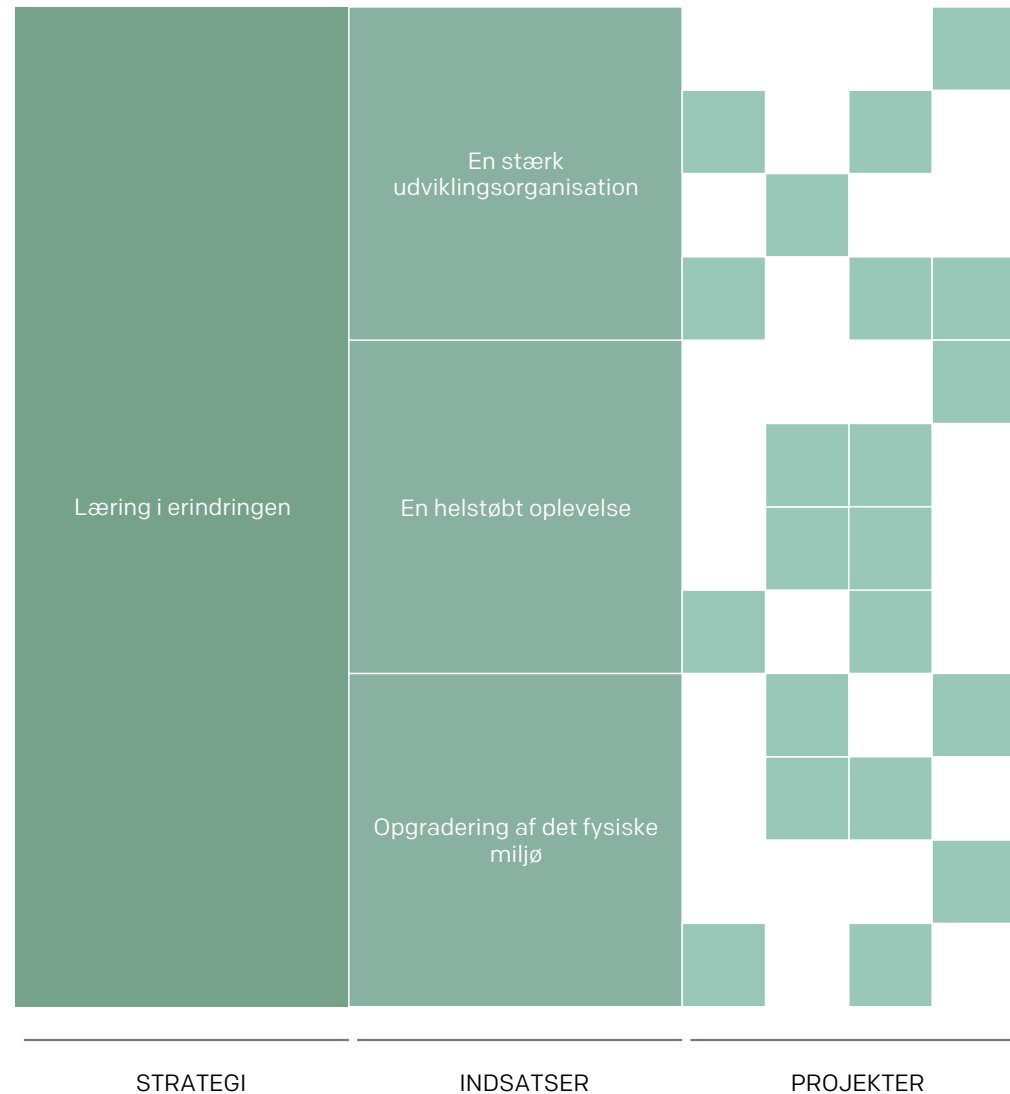 En stærk
udviklingsorganisation
Læring i erindringen
En helstøbt oplevelse
Opgradering af det fysiske
miljø
STRATEGI
INDSATSER
PROJEKTER